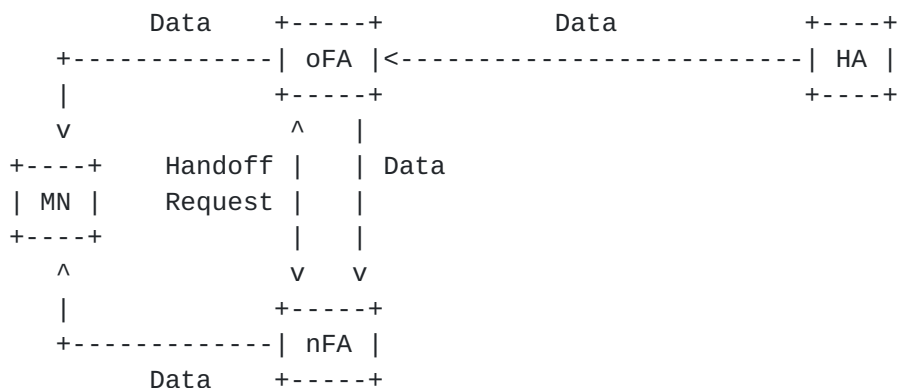 Data Data
oFA HA
Handoff Data
MN Request
nFA
Data